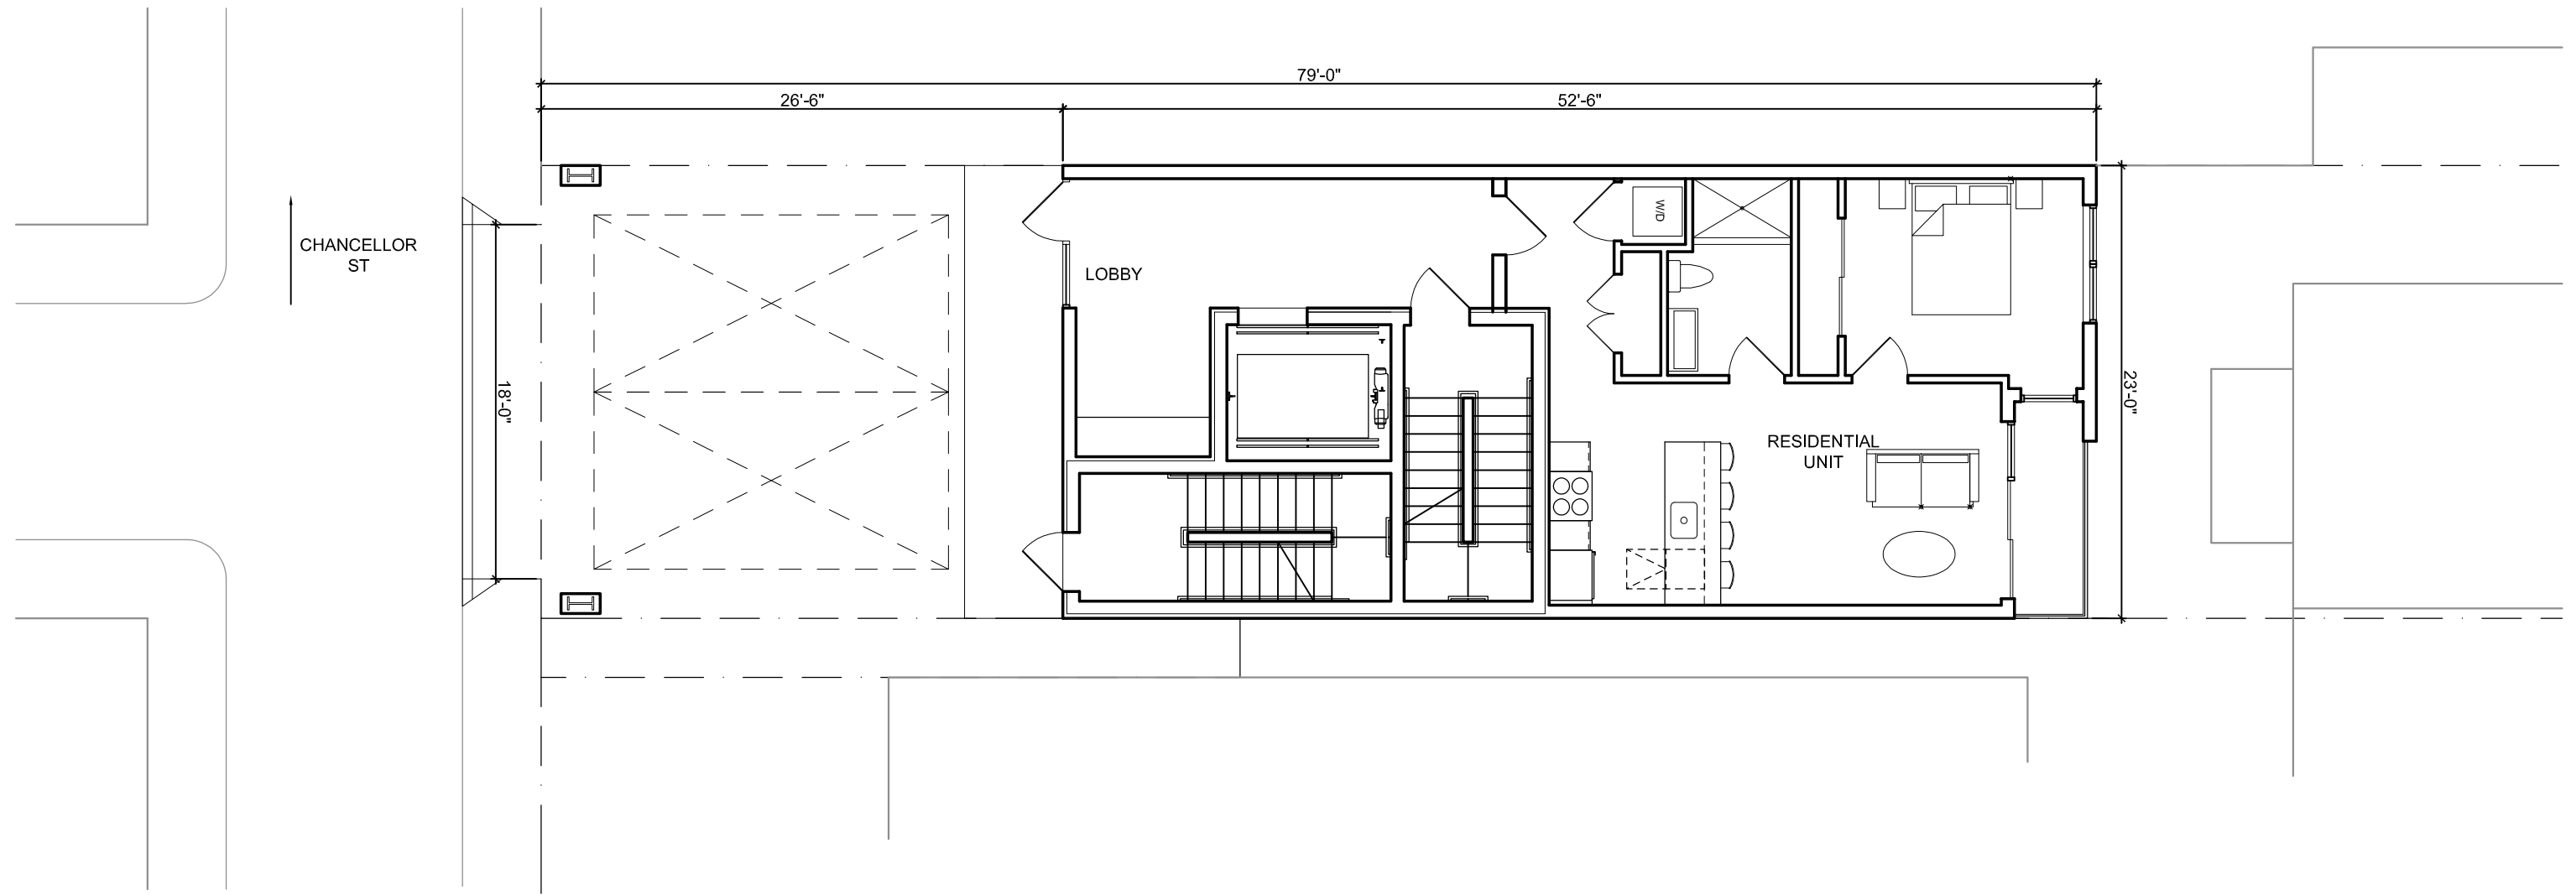 79'-0"
26'-6"
52'-6"
CHANCELLOR
ST
LOBBY
W/D
18'-0"
23'-0"
RESIDENTIAL
UNIT